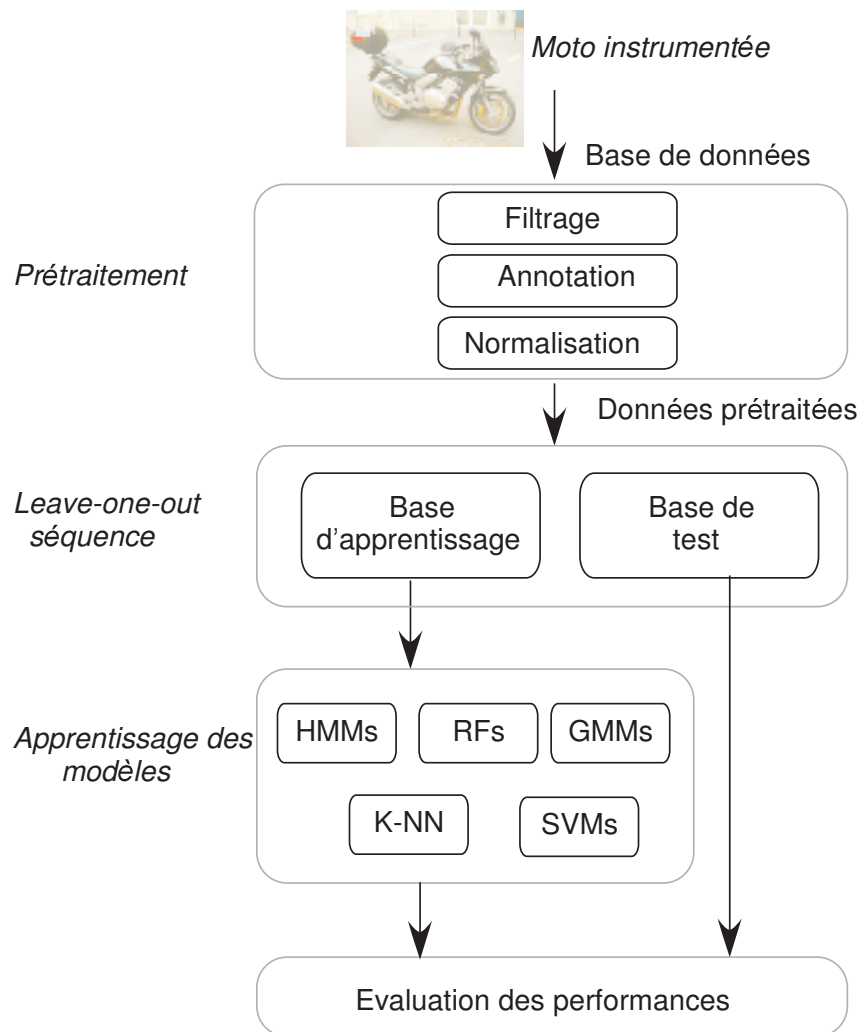 Moto instrumentée
Base de données
Prétraitement
Filtrage
Annotation
Normalisation
Données prétraitées
Leave-one-out
séquence
Base
d'apprentissage
Base de
test
Apprentissage des
modèles
HMMs
RFs
GMMs
K-NN
SVMs
Evaluation des performances